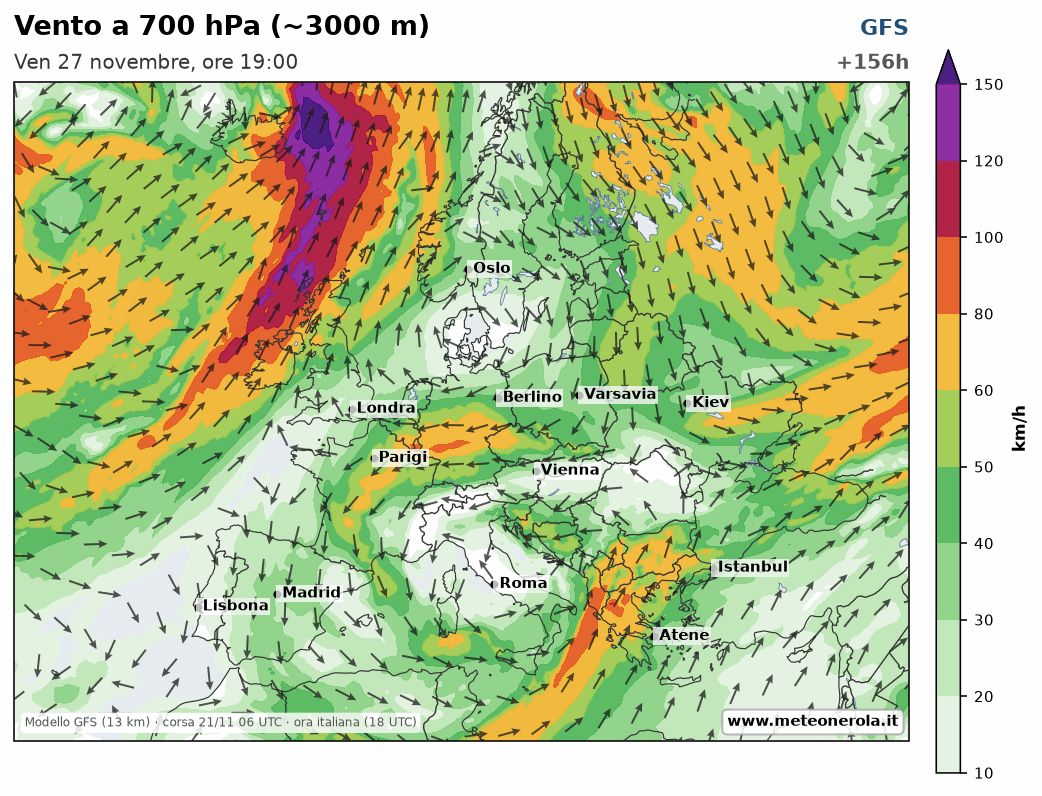 Vento a 700 hPa (~3000 m)
GFS
Ven 27 novembre, ore 19:00
+156h
150
120
100
80
60
50
40
30
20
10
km/h
Oslo
Berlino
Varsavia
Kiev
Londra
Parigi
Vienna
Istanbul
Roma
Madrid
Lisbona
Atene
Modello GFS (13 km) · corsa 21/11 06 UTC · ora italiana (18 UTC)
www.meteonerola.it